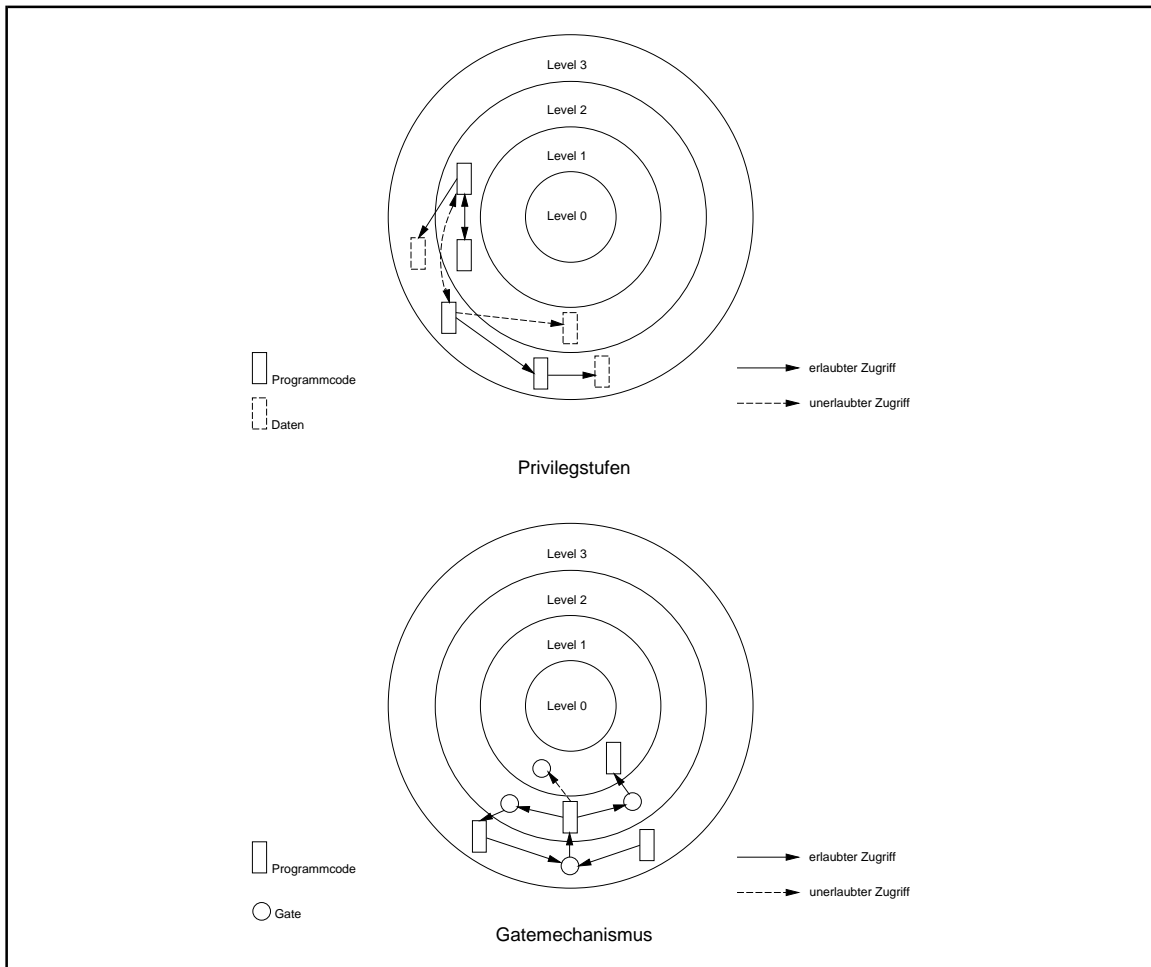 Level 3
Level 2
Level 1
Level 0
Programmcode
Daten
erlaubter Zugriff
unerlaubter Zugriff
Privilegstufen
Level 3
Level 2
Level 1
Level 0
Programmcode
Gate
erlaubter Zugriff
unerlaubter Zugriff
Gatemechanismus